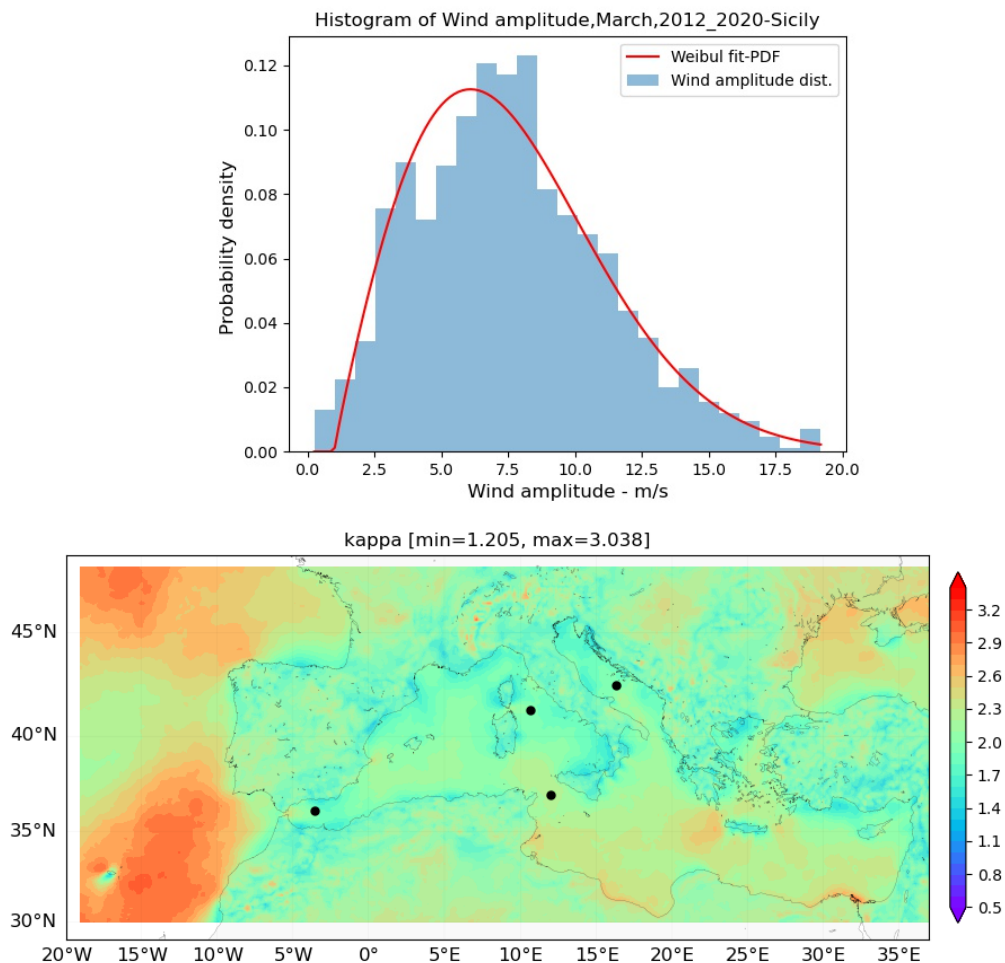 Histogram of Wind amplitude,March,2012_2020-Sicily
Weibul fit-PDF
Wind amplitude dist.
Probability density
0.12
0.10
0.08
0.06
0.04
0.02
0.00
0.0 2.5 5.0 7.5 10.0 12.5 15.0 17.5 20.0
Wind amplitude - m/s
kappa [min=1.205, max=3.038]
45°N
40°N
35°N
30°N
20°W 15°W 10°W 5°W 0°E 5°E 10°E 15°E 20°E 25°E 30°E 35°E
3.2
2.9
2.6
2.3
2.0
1.7
1.4
1.1
0.8
0.5